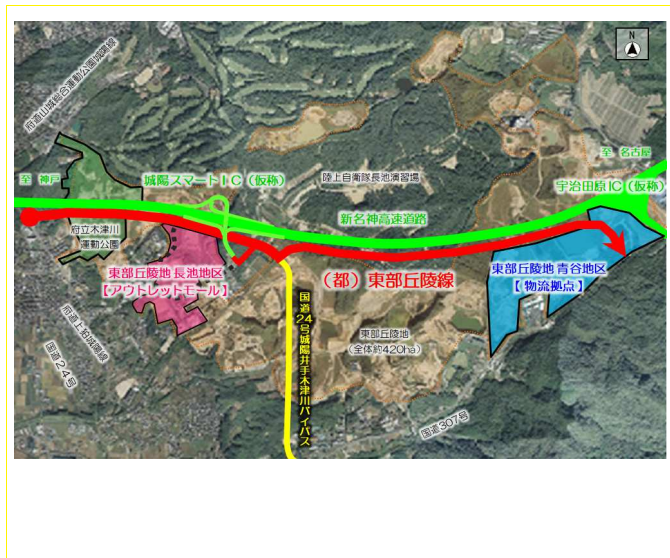 N
府道山城総合運動公園城陽線
至 神戸
城陽スマートIC（仮称）
陸上自衛隊長池演習場
至 名古屋
宇治田原IC（仮称）
新名神高速道路
府立木津川
運動公園
東部丘陵地 長池地区
【アウトレットモール】
（都）東部丘陵線
東部丘陵地 青谷地区
【 物流拠点 】
国道24号城陽井手木津川バイパス
東部丘陵地
（全体約420ha）
府道上狛城陽線
国道24号
国道307号